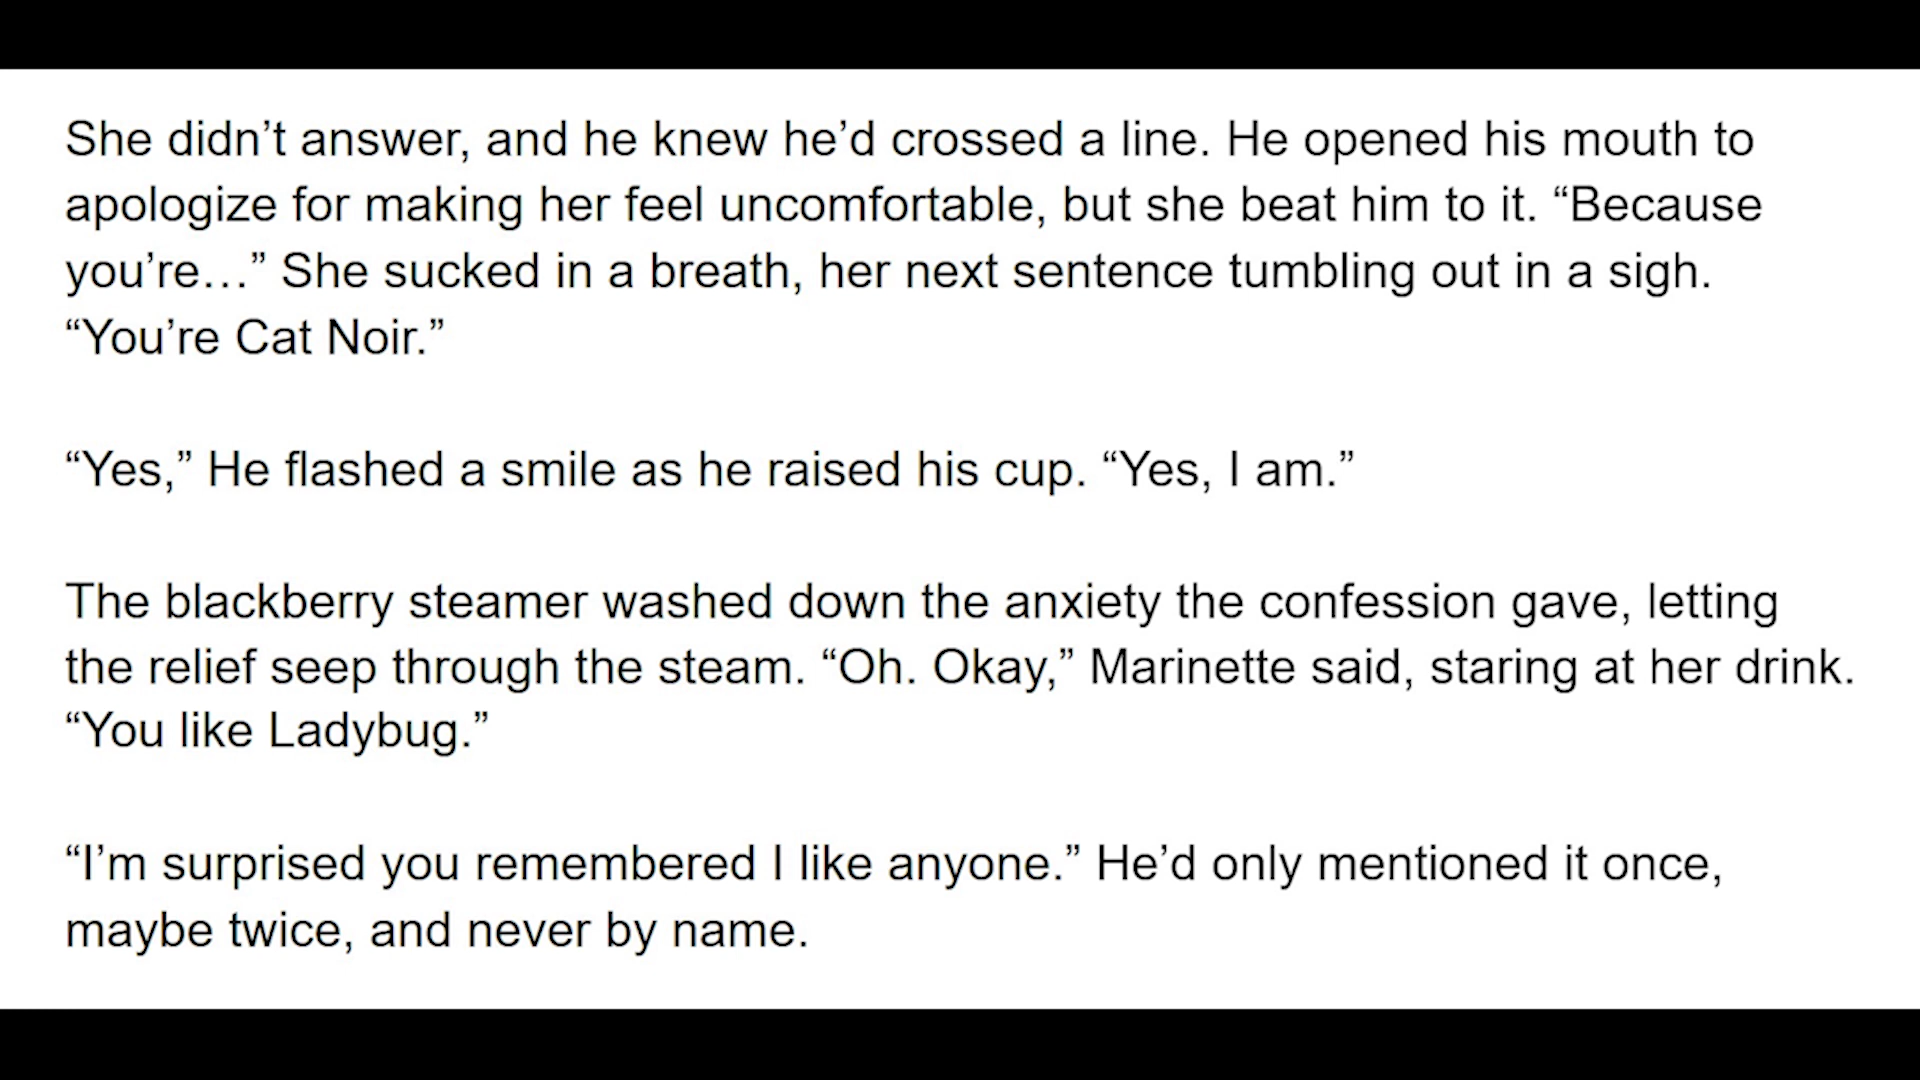 She didn’t answer, and he knew he’d crossed a line. He opened his mouth to
apologize for making her feel uncomfortable, but she beat him to it. “Because
you’re…” She sucked in a breath, her next sentence tumbling out in a sigh.
“You’re Cat Noir.”
“Yes,” He flashed a smile as he raised his cup. “Yes, I am.”
The blackberry steamer washed down the anxiety the confession gave, letting
the relief seep through the steam. “Oh. Okay,” Marinette said, staring at her drink.
“You like Ladybug.”
“I’m surprised you remembered I like anyone.” He’d only mentioned it once,
maybe twice, and never by name.